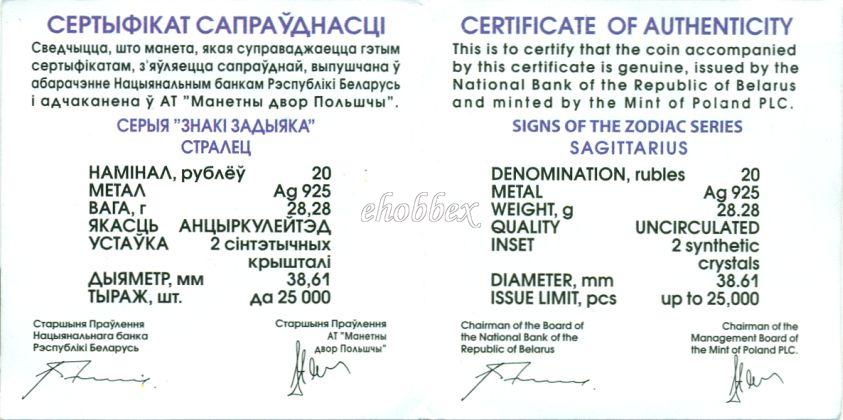 СЕРТЫФІКАТ САПРАЎДНАСЦІ
Сведчыцца, што манета, якая суправаджаецца гэтым
сертыфікатам, з'яўляецца сапраўднай, выпушчана ў
абарачэнне Нацыянальным банкам Рэспублікі Беларусь
і адчаканена ў АТ "Манетны двор Польшчы".
СЕРЫЯ "ЗНАКІ ЗАДЫЯКА"
СТРАЛЕЦ
НАМІНАЛ, рублёў 20
МЕТАЛ Ag 925
ВАГА, г 28,28
ЯКАСЦЬ АНЦЫРКУЛЕЙТЭД
УСТАЎКА 2 сінтэтычных
крышталі
ДЫЯМЕТР, мм 38,61
ТЫРАЖ, шт. да 25 000
Старшыня Праўлення
Нацыянальнага банка
Рэспублікі Беларусь
Старшыня Праўлення
АТ "Манетны
двор Польшчы"
ehobbex
CERTIFICATE OF AUTHENTICITY
This is to certify that the coin accompanied
by this certificate is genuine, issued by the
National Bank of the Republic of Belarus
and minted by the Mint of Poland PLC.
SIGNS OF THE ZODIAC SERIES
SAGITTARIUS
DENOMINATION, rubles 20
METAL Ag 925
WEIGHT, g 28.28
QUALITY UNCIRCULATED
INSET 2 synthetic
crystals
DIAMETER, mm 38.61
ISSUE LIMIT, pcs up to 25,000
Chairman of the Board of
the National Bank of the
Republic of Belarus
Chairman of the
Management Board of
the Mint of Poland PLC.